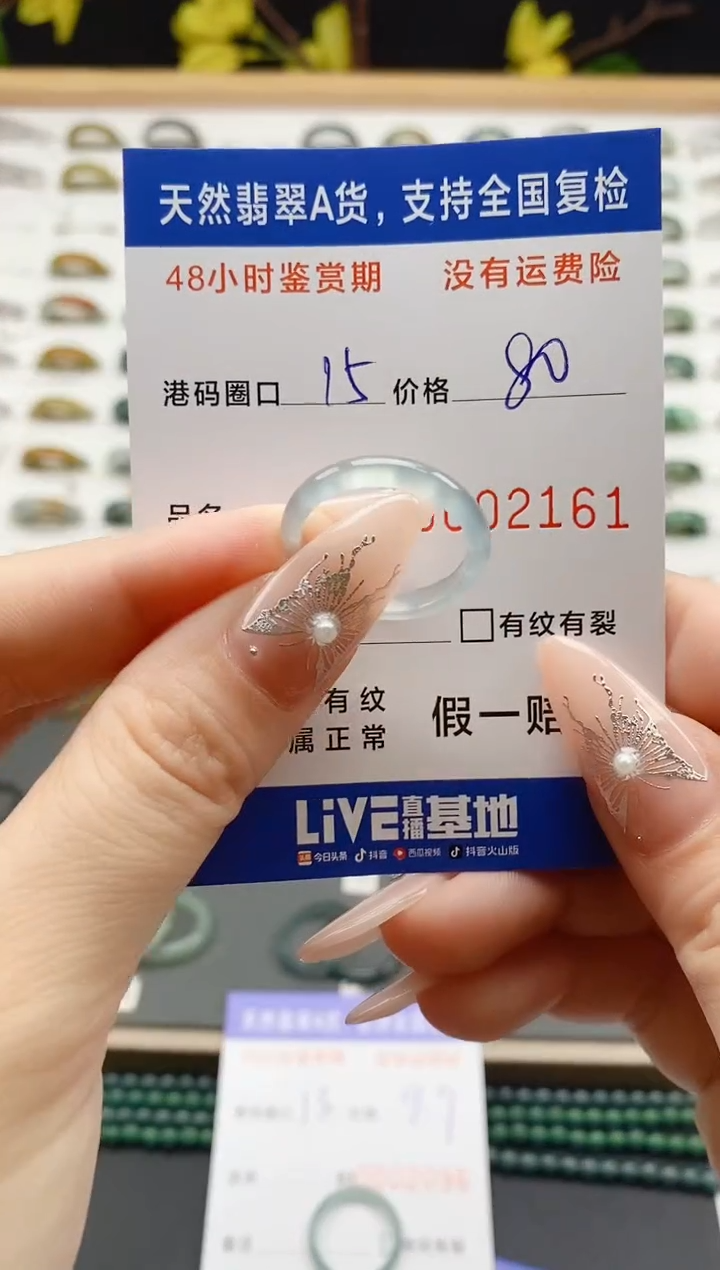 天然翡翠A货，支持全国复检
48小时鉴赏期 没有运费险
港码圈口 15 价格 80
品名 02161
□有纹有裂
有纹
属正常
假一赔
LiVE直播基地
今日头条 抖音 西瓜视频 抖音火山版